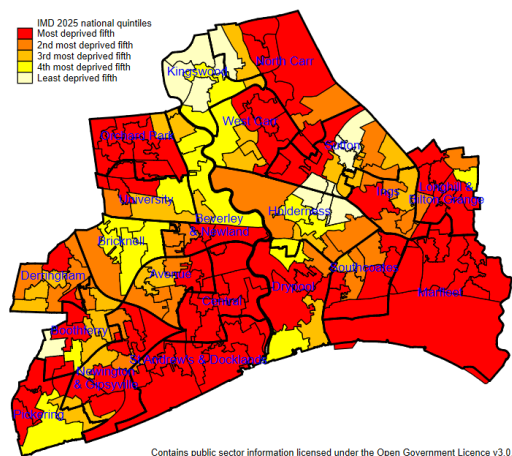 IMD 2025 national quintiles
Most deprived fifth
2nd most deprived fifth
3rd most deprived fifth
4th most deprived fifth
Least deprived fifth
North Carr
Kingswood
West Carr
Orchard Park
Sutton
University
Ings
Longhill &
Bilton Grange
Holderness
Beverley
& Newland
Bricknell
Derringham
Avenue
Southcoates
Drypool
Marfleet
Central
Boothferry
St Andrew's & Docklands
Newington
& Gipsyville
Pickering
Contains public sector information licensed under the Open Government Licence v3.0